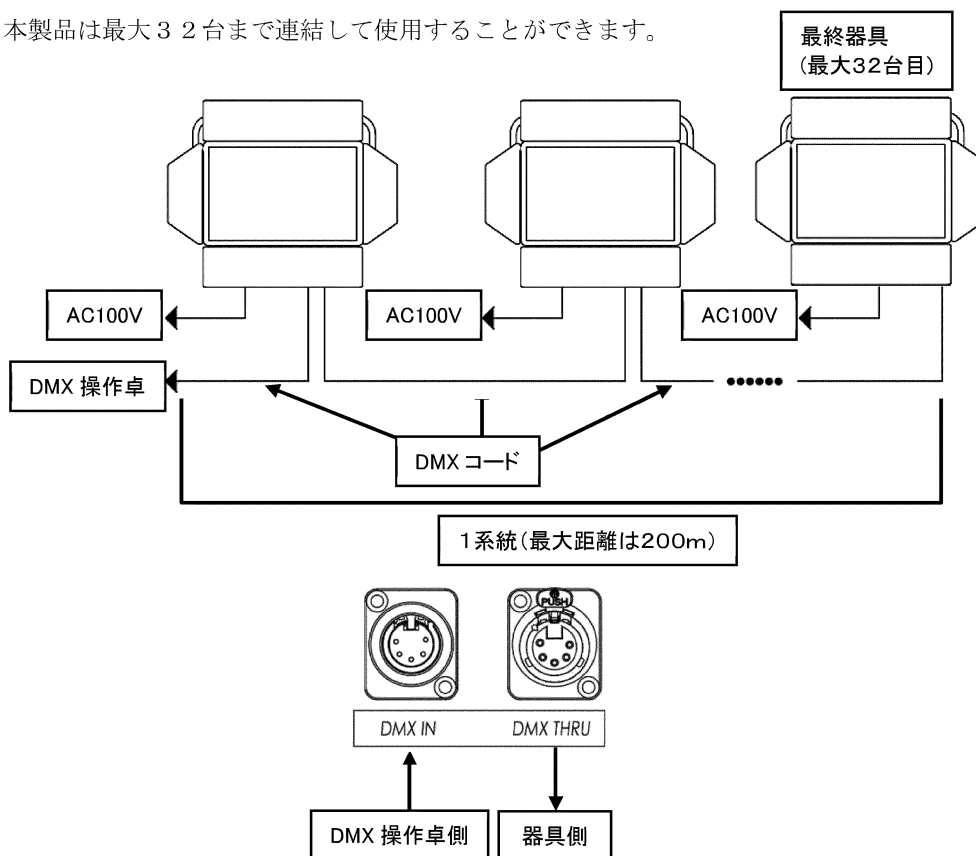 本製品は最大３２台まで連結して使用することができます。
最終器具
(最大32台目)
AC100V
AC100V
AC100V
DMX 操作卓
DMX コード
1系統(最大距離は200m)
PUSH
DMX IN
DMX THRU
DMX 操作卓側
器具側